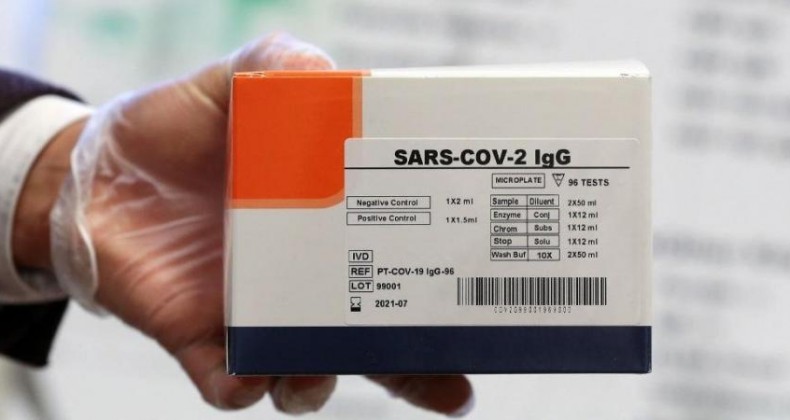 SARS-COV-2 IgG
MICROPLATE 96 TESTS
Negative Control 1X2 ml
Positive Control 1X1.5ml
Sample Diluent 2X50 ml
Enzyme Conj 1X12 ml
Chrom Subs 1X12 ml
Stop Solu 1X12 ml
Wash Buf 10X 2X50 ml
IVD
REF PT-COV-19 IgG-96
LOT 99001
2021-07